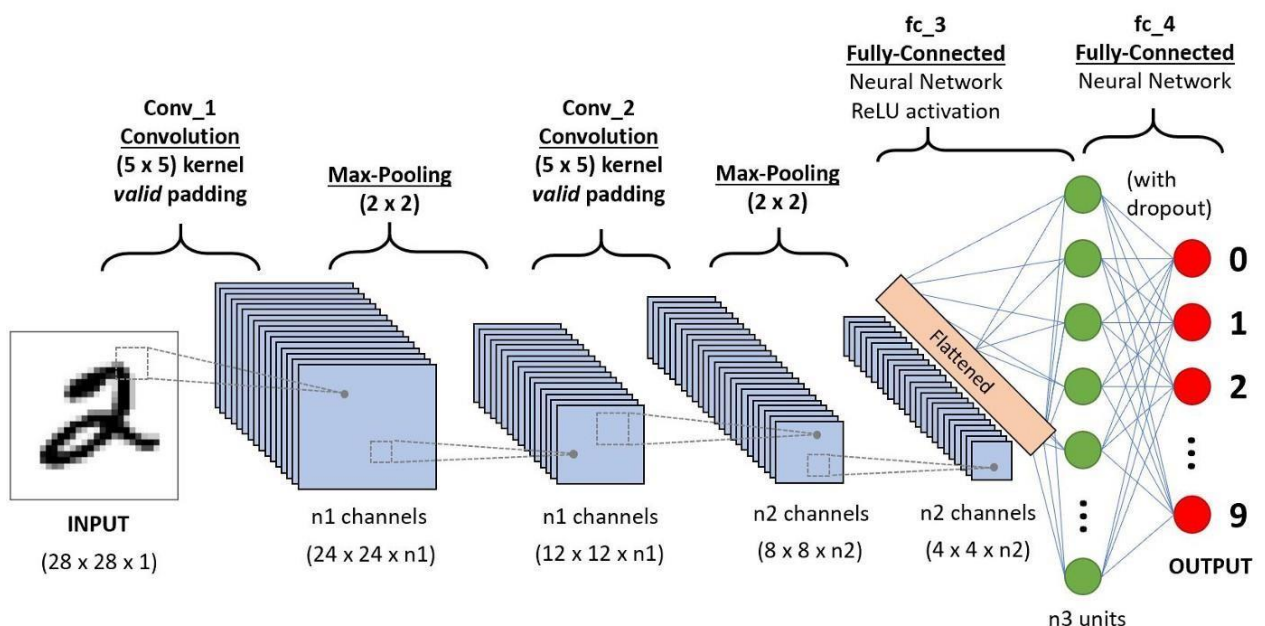 Conv_1
Convolution
(5 x 5) kernel
valid padding
Max-Pooling
(2 x 2)
Conv_2
Convolution
(5 x 5) kernel
valid padding
Max-Pooling
(2 x 2)
fc_3
Fully-Connected
Neural Network
ReLU activation
fc_4
Fully-Connected
Neural Network
(with
dropout)
Flattened
0
1
2
9
OUTPUT
2
INPUT
(28 x 28 x 1)
n1 channels
(24 x 24 x n1)
n1 channels
(12 x 12 x n1)
n2 channels
(8 x 8 x n2)
n2 channels
(4 x 4 x n2)
n3 units